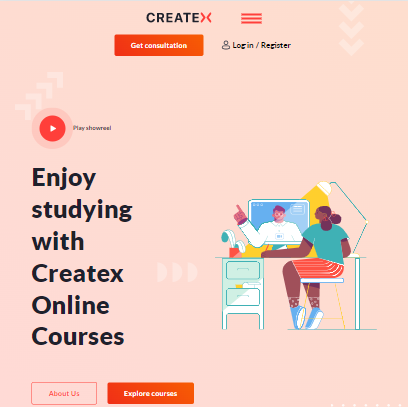 CREATEX
Get consultation
Log in / Register
Play showreel
Enjoy
studying
with
Createx
Online
Courses
About Us
Explore courses